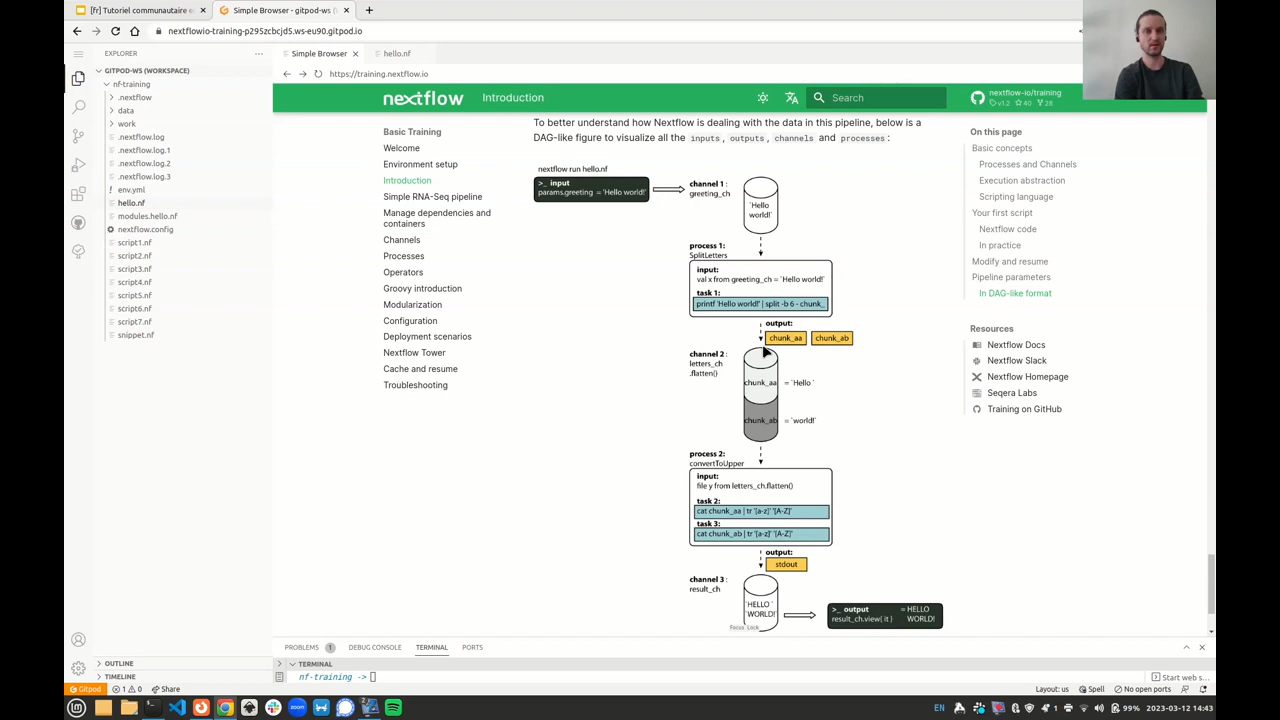 [fr] Tutoriel communautaire e
Simple Browser - gitpod-ws (
nextflowio-training-p295zcbcjd5.ws-eu90.gitpod.io
EXPLORER
GITPOD-WS (WORKSPACE)
nf-training
.nextflow
data
work
.nextflow.log
.nextflow.log.1
.nextflow.log.2
.nextflow.log.3
env.yml
hello.nf
modules.hello.nf
nextflow.config
script1.nf
script2.nf
script3.nf
script4.nf
script5.nf
script6.nf
script7.nf
snippet.nf
OUTLINE
TIMELINE
Simple Browser
hello.nf
https://training.nextflow.io
nextflow
Introduction
Search
nextflow-io/training
v1.2 40 28
Basic Training
Welcome
Environment setup
Introduction
Simple RNA-Seq pipeline
Manage dependencies and
containers
Channels
Processes
Operators
Groovy introduction
Modularization
Configuration
Deployment scenarios
Nextflow Tower
Cache and resume
Troubleshooting
To better understand how Nextflow is dealing with the data in this pipeline, below is a
DAG-like figure to visualize all the inputs, outputs, channels and processes:
nextflow run hello.nf
>_ input
params.greeting = 'Hello world!'
channel 1 :
greeting_ch
'Hello
world!'
process 1:
SplitLetters
input:
val x from greeting_ch = 'Hello world!'
task 1:
printf 'Hello world!' | split -b 6 - chunk_
output:
chunk_aa chunk_ab
channel 2 :
letters_ch
.flatten()
chunk_aa = 'Hello '
chunk_ab = 'world!'
process 2:
convertToUpper
input:
file y from letters_ch.flatten()
task 2:
cat chunk_aa | tr '[a-z]' '[A-Z]'
task 3:
cat chunk_ab | tr '[a-z]' '[A-Z]'
output:
stdout
channel 3 :
result_ch
'HELLO '
'WORLD!'
>_ output = HELLO
result_ch.view{ it } WORLD!
Focus Lock
On this page
Basic concepts
Processes and Channels
Execution abstraction
Scripting language
Your first script
Nextflow code
In practice
Modify and resume
Pipeline parameters
In DAG-like format
Resources
Nextflow Docs
Nextflow Slack
Nextflow Homepage
Seqera Labs
Training on GitHub
PROBLEMS 1 DEBUG CONSOLE TERMINAL PORTS
TERMINAL
nf-training ->
Start web s...
Gitpod 1 0 Share
Layout: us Spell No open ports
EN 1 99% 2023-03-12 14:43